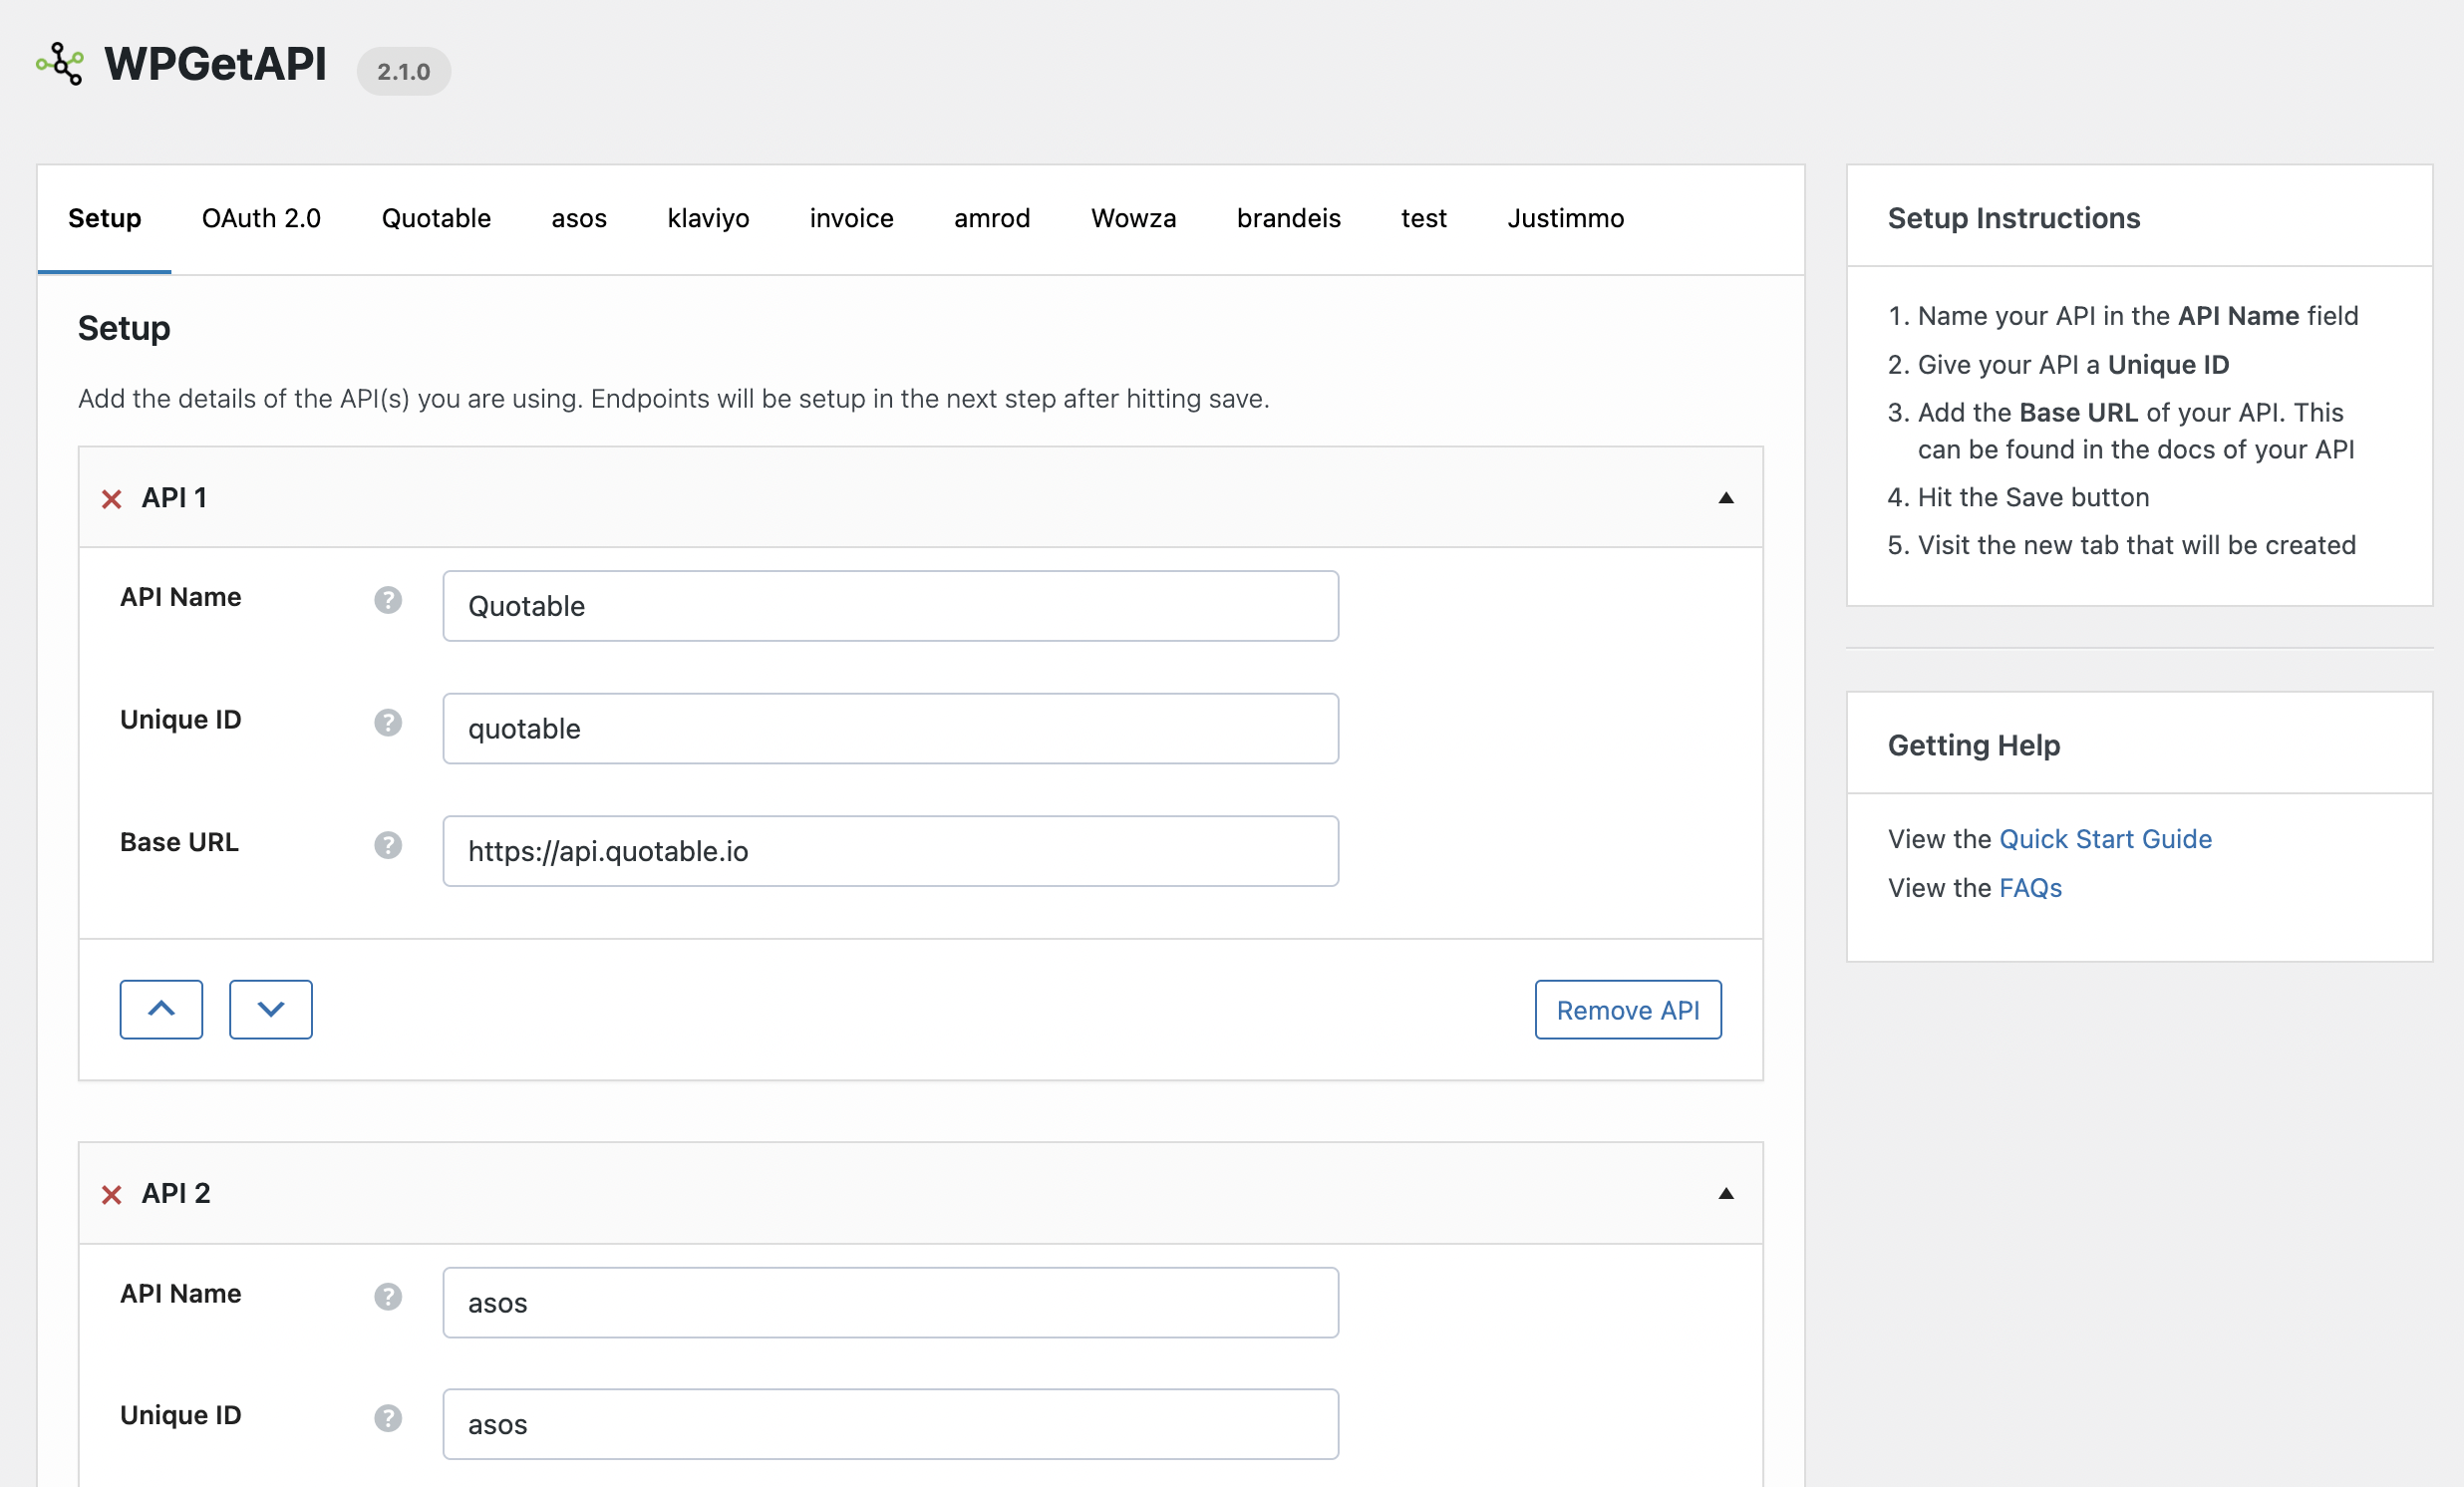 WPGetAPI 2.1.0
Setup OAuth 2.0 Quotable asos klaviyo invoice amrod Wowza brandeis test Justimmo
Setup
Add the details of the API(s) you are using. Endpoints will be setup in the next step after hitting save.
API 1
API Name ? Quotable
Unique ID ? quotable
Base URL ? https://api.quotable.io
Remove API
API 2
API Name ? asos
Unique ID ? asos
Setup Instructions
1. Name your API in the API Name field
2. Give your API a Unique ID
3. Add the Base URL of your API. This
can be found in the docs of your API
4. Hit the Save button
5. Visit the new tab that will be created
Getting Help
View the Quick Start Guide
View the FAQs